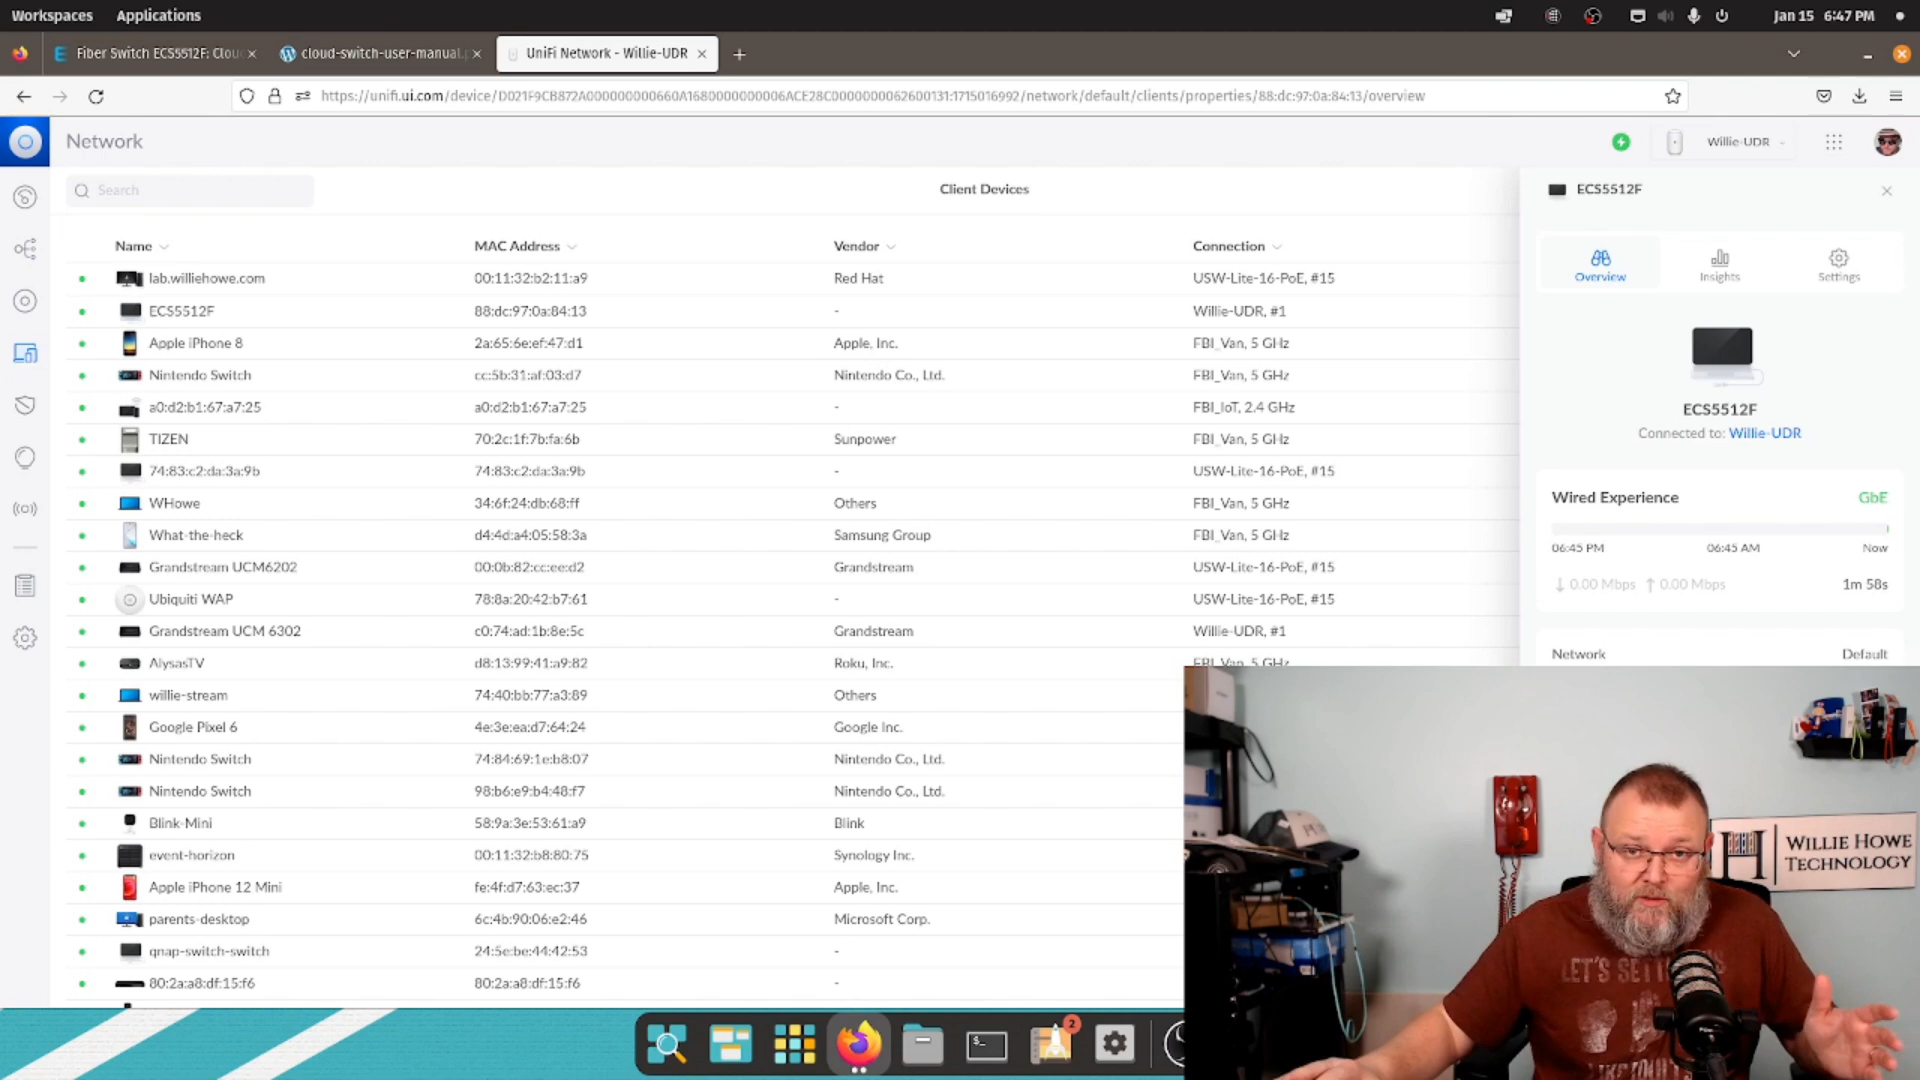 Workspaces Applications Jan 15 6:47 PM
Fiber Switch ECS5512F: Clou cloud-switch-user-manual.p UniFi Network - Willie-UDR
https://unifi.ui.com/device/D021F9CB872A000000000660A1680000000006ACE28C0000000062600131:1715016992/network/default/clients/properties/88:dc:97:0a:84:13/overview
Network Willie-UDR
Search Client Devices ECS5512F
Name MAC Address Vendor Connection
Overview Insights Settings
lab.williehowe.com 00:11:32:b2:11:a9 Red Hat USW-Lite-16-PoE, #15
ECS5512F 88:dc:97:0a:84:13 - Willie-UDR, #1
Apple iPhone 8 2a:65:6e:ef:47:d1 Apple, Inc. FBI_Van, 5 GHz
Nintendo Switch cc:5b:31:af:03:d7 Nintendo Co., Ltd. FBI_Van, 5 GHz
a0:d2:b1:67:a7:25 a0:d2:b1:67:a7:25 - FBI_IoT, 2.4 GHz
ECS5512F
Connected to: Willie-UDR
TIZEN 70:2c:1f:7b:fa:6b Sunpower FBI_Van, 5 GHz
74:83:c2:da:3a:9b 74:83:c2:da:3a:9b - USW-Lite-16-PoE, #15
WHowe 34:6f:24:db:68:ff Others FBI_Van, 5 GHz
Wired Experience GbE
What-the-heck d4:4d:a4:05:58:3a Samsung Group FBI_Van, 5 GHz
06:45 PM 06:45 AM Now
Grandstream UCM6202 00:0b:82:cc:ee:d2 Grandstream USW-Lite-16-PoE, #15
0.00 Mbps 0.00 Mbps 1m 58s
Ubiquiti WAP 78:8a:20:42:b7:61 - USW-Lite-16-PoE, #15
Grandstream UCM 6302 c0:74:ad:1b:8e:5c Grandstream Willie-UDR, #1
Network Default
AlysasTV d8:13:99:41:a9:82 Roku, Inc. FBI_Van, 5 GHz
willie-stream 74:40:bb:77:a3:89 Others
Google Pixel 6 4e:3e:ea:d7:64:24 Google Inc.
Nintendo Switch 74:84:69:1e:b8:07 Nintendo Co., Ltd.
Nintendo Switch 98:b6:e9:b4:48:f7 Nintendo Co., Ltd.
Blink-Mini 58:9a:3e:53:61:a9 Blink
event-horizon 00:11:32:b8:80:75 Synology Inc.
Apple iPhone 12 Mini fe:4f:d7:63:ec:37 Apple, Inc.
parents-desktop 6c:4b:90:06:e2:46 Microsoft Corp.
qnap-switch-switch 24:5e:be:44:42:53 -
80:2a:a8:df:15:f6 80:2a:a8:df:15:f6 -
WILLIE HOWE
TECHNOLOGY
LET'S
2